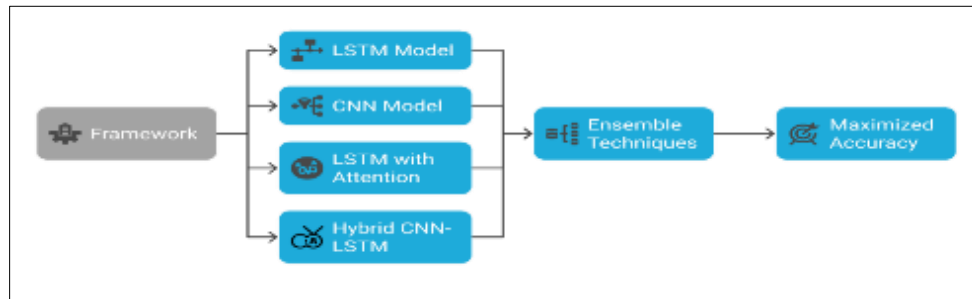 Framework
LSTM Model
CNN Model
LSTM with
Attention
Hybrid CNN-
LSTM
Ensemble
Techniques
Maximized
Accuracy